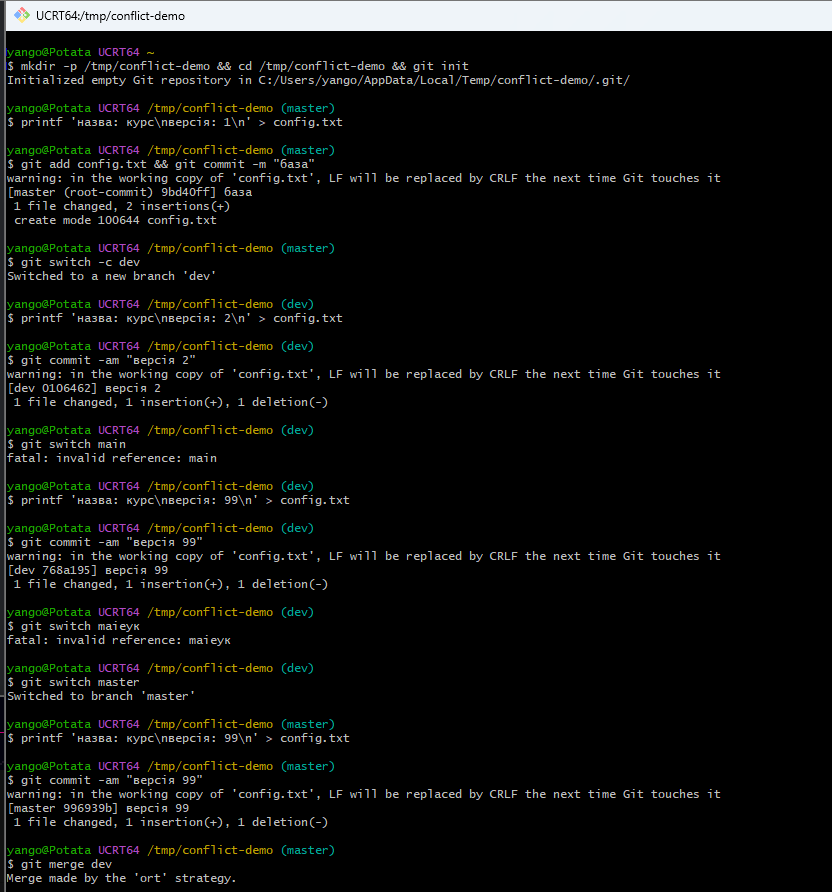 UCRT64:/tmp/conflict-demo
yango@Potata UCRT64 ~
$ mkdir -p /tmp/conflict-demo && cd /tmp/conflict-demo && git init
Initialized empty Git repository in C:/Users/yango/AppData/Local/Temp/conflict-demo/.git/
yango@Potata UCRT64 /tmp/conflict-demo (master)
$ printf 'назва: курс\nверсія: 1\n' > config.txt
yango@Potata UCRT64 /tmp/conflict-demo (master)
$ git add config.txt && git commit -m "база"
warning: in the working copy of 'config.txt', LF will be replaced by CRLF the next time Git touches it
[master (root-commit) 9bd40ff] база
 1 file changed, 2 insertions(+)
 create mode 100644 config.txt
yango@Potata UCRT64 /tmp/conflict-demo (master)
$ git switch -c dev
Switched to a new branch 'dev'
yango@Potata UCRT64 /tmp/conflict-demo (dev)
$ printf 'назва: курс\nверсія: 2\n' > config.txt
yango@Potata UCRT64 /tmp/conflict-demo (dev)
$ git commit -am "версія 2"
warning: in the working copy of 'config.txt', LF will be replaced by CRLF the next time Git touches it
[dev 0106462] версія 2
 1 file changed, 1 insertion(+), 1 deletion(-)
yango@Potata UCRT64 /tmp/conflict-demo (dev)
$ git switch main
fatal: invalid reference: main
yango@Potata UCRT64 /tmp/conflict-demo (dev)
$ printf 'назва: курс\nверсія: 99\n' > config.txt
yango@Potata UCRT64 /tmp/conflict-demo (dev)
$ git commit -am "версія 99"
warning: in the working copy of 'config.txt', LF will be replaced by CRLF the next time Git touches it
[dev 768a195] версія 99
 1 file changed, 1 insertion(+), 1 deletion(-)
yango@Potata UCRT64 /tmp/conflict-demo (dev)
$ git switch maіеук
fatal: invalid reference: maіеук
yango@Potata UCRT64 /tmp/conflict-demo (dev)
$ git switch master
Switched to branch 'master'
yango@Potata UCRT64 /tmp/conflict-demo (master)
$ printf 'назва: курс\nверсія: 99\n' > config.txt
yango@Potata UCRT64 /tmp/conflict-demo (master)
$ git commit -am "версія 99"
warning: in the working copy of 'config.txt', LF will be replaced by CRLF the next time Git touches it
[master 996939b] версія 99
 1 file changed, 1 insertion(+), 1 deletion(-)
yango@Potata UCRT64 /tmp/conflict-demo (master)
$ git merge dev
Merge made by the 'ort' strategy.